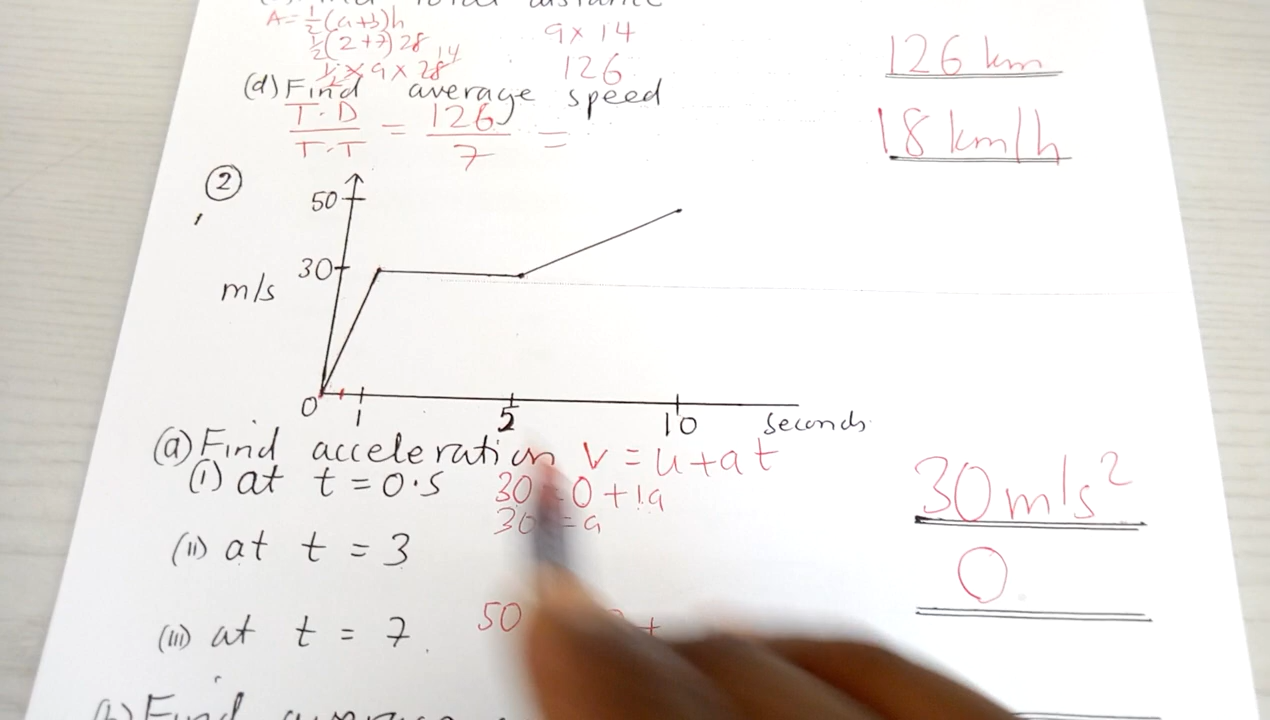 A = ½(a+b)h
½(2+7)28
½ × 9 × 28 14
9 × 14
126
126 km
(d) Find average speed
T.D / T.T = 126 / 7 =
18 km/h
②
50
30
m/s
0 1 5 10 seconds
(a) Find acceleration v = u + at
(i) at t = 0.5 30 = 0 + 1a
30 = a
30 m/s²
(ii) at t = 3
0
(iii) at t = 7. 50 +